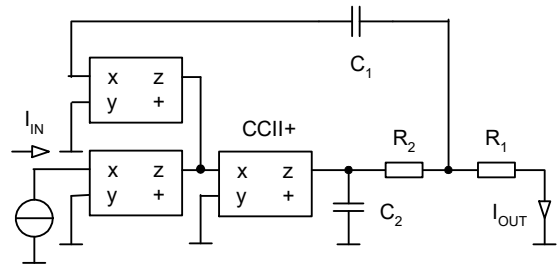 C1
x z
y +
IIN
CCII+
R2
R1
x z
y +
x z
y +
C2
IOUT